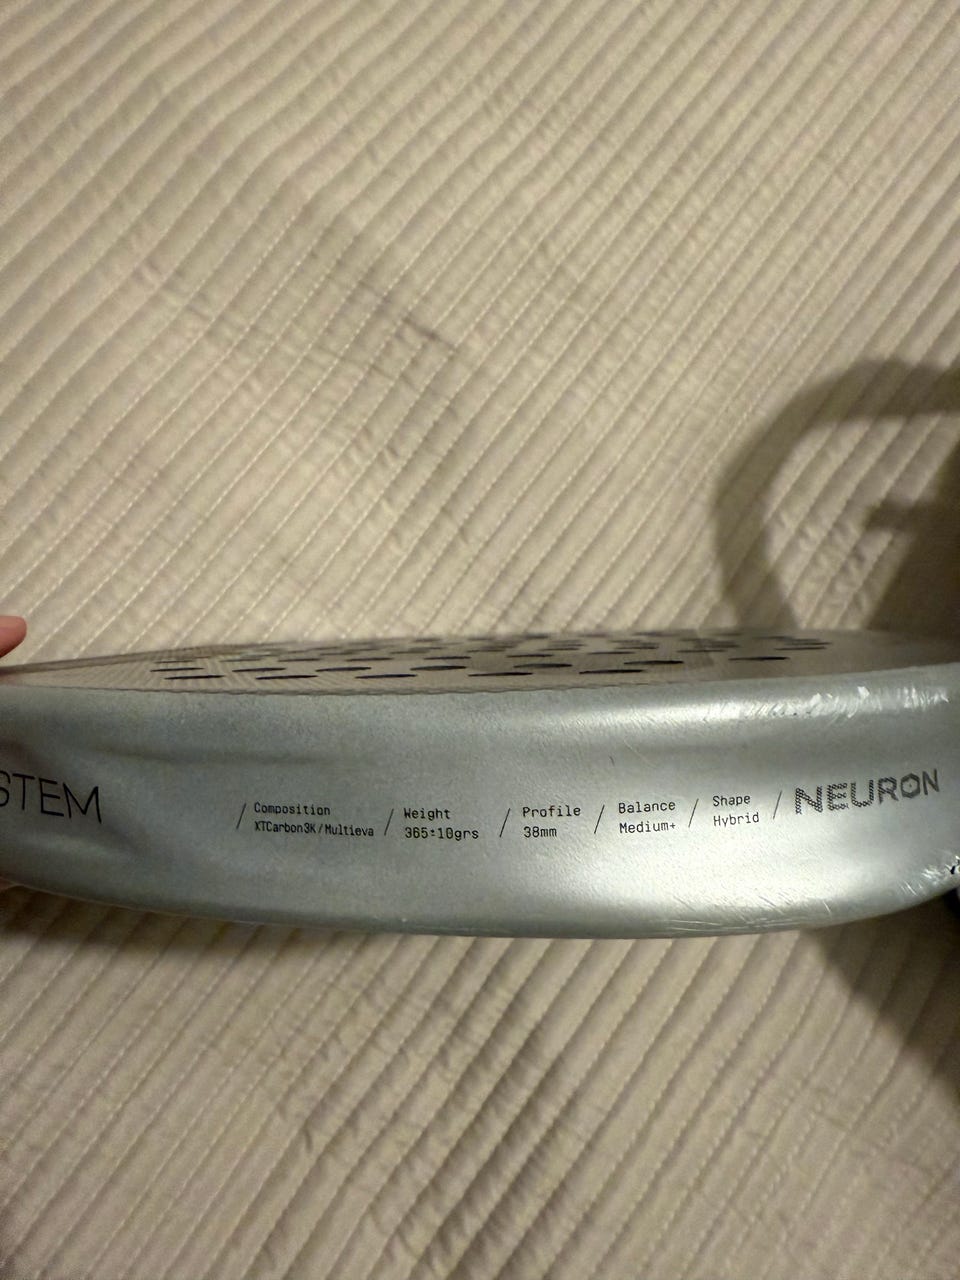 STEM
/ Composition / Weight / Profile / Balance / Shape / NEURON
XTCarbon3K/Multieva 365±10grs 38mm Medium+ Hybrid